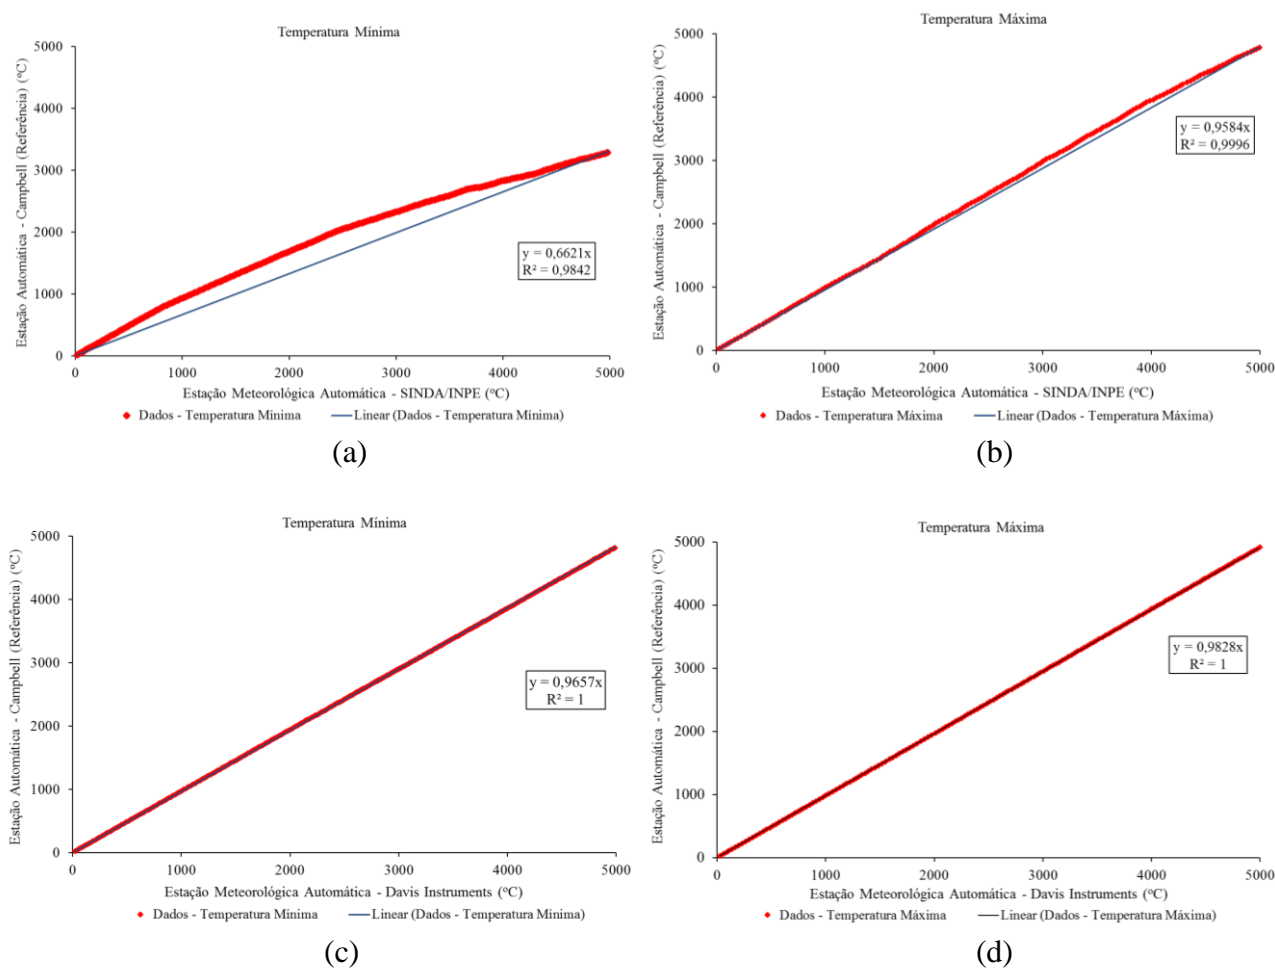 Temperatura Mínima
Estação Automática - Campbell (Referência) (ºC)
5000
4000
3000
2000
1000
0
y = 0,6621x
R² = 0,9842
0 1000 2000 3000 4000 5000
Estação Meteorológica Automática - SINDA/INPE (ºC)
Dados - Temperatura Mínima Linear (Dados - Temperatura Mínima)
(a)
Temperatura Máxima
Estação Automática - Campbell (Referência) (ºC)
5000
4000
3000
2000
1000
0
y = 0,9584x
R² = 0,9996
0 1000 2000 3000 4000 5000
Estação Meteorológica Automática - SINDA/INPE (ºC)
Dados - Temperatura Máxima Linear (Dados - Temperatura Máxima)
(b)
Temperatura Mínima
Estação Automática - Campbell (Referência) (ºC)
5000
4000
3000
2000
1000
0
y = 0,9657x
R² = 1
0 1000 2000 3000 4000 5000
Estação Meteorológica Automática - Davis Instruments (ºC)
Dados - Temperatura Mínima Linear (Dados - Temperatura Mínima)
(c)
Temperatura Máxima
Estação Automática - Campbell (Referência) (ºC)
5000
4000
3000
2000
1000
0
y = 0,9828x
R² = 1
0 1000 2000 3000 4000 5000
Estação Meteorológica Automática - Davis Instruments (ºC)
Dados - Temperatura Máxima Linear (Dados - Temperatura Máxima)
(d)